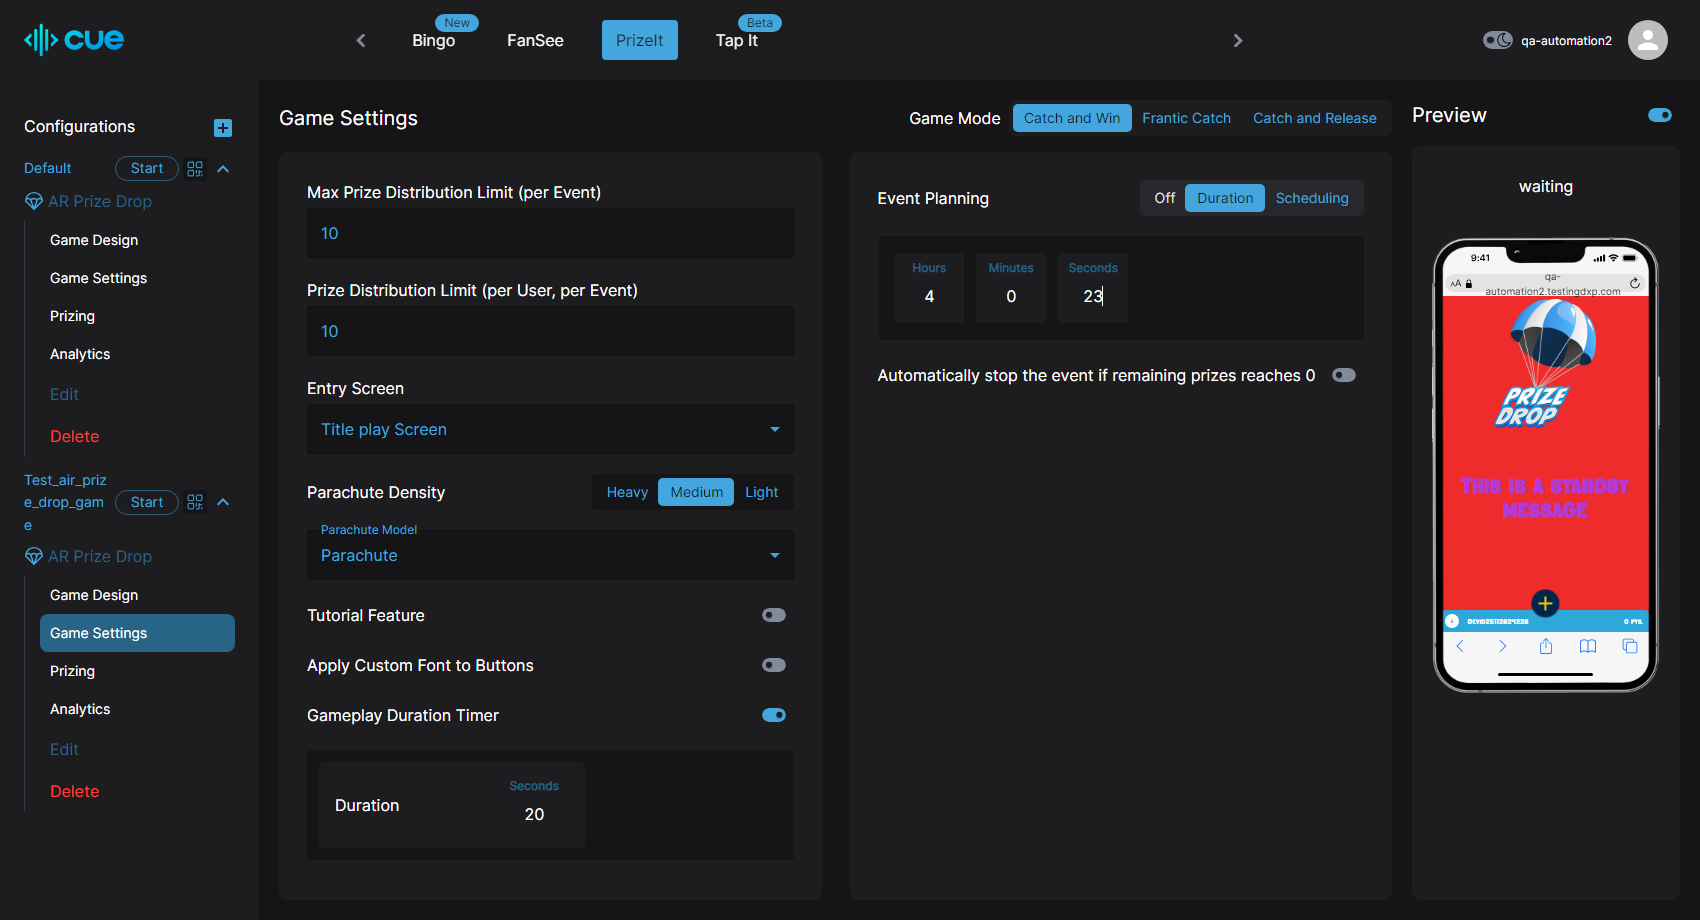 cue
New
Bingo
FanSee
PrizeIt
Beta
Tap It
qa-automation2
Configurations
Default
Start
AR Prize Drop
Game Design
Game Settings
Prizing
Analytics
Edit
Delete
Test_air_priz
e_drop_gam
e
Start
AR Prize Drop
Game Design
Game Settings
Prizing
Analytics
Edit
Delete
Game Settings
Game Mode
Catch and Win
Frantic Catch
Catch and Release
Max Prize Distribution Limit (per Event)
10
Prize Distribution Limit (per User, per Event)
10
Entry Screen
Title play Screen
Parachute Density
Heavy
Medium
Light
Parachute Model
Parachute
Tutorial Feature
Apply Custom Font to Buttons
Gameplay Duration Timer
Duration
Seconds
20
Event Planning
Off
Duration
Scheduling
Hours
4
Minutes
0
Seconds
23
Automatically stop the event if remaining prizes reaches 0
Preview
waiting
9:41
AA
qa-
automation2.testingdxp.com
PRIZE
DROP
THIS IS A STANDBY
MESSAGE
0 PTS.